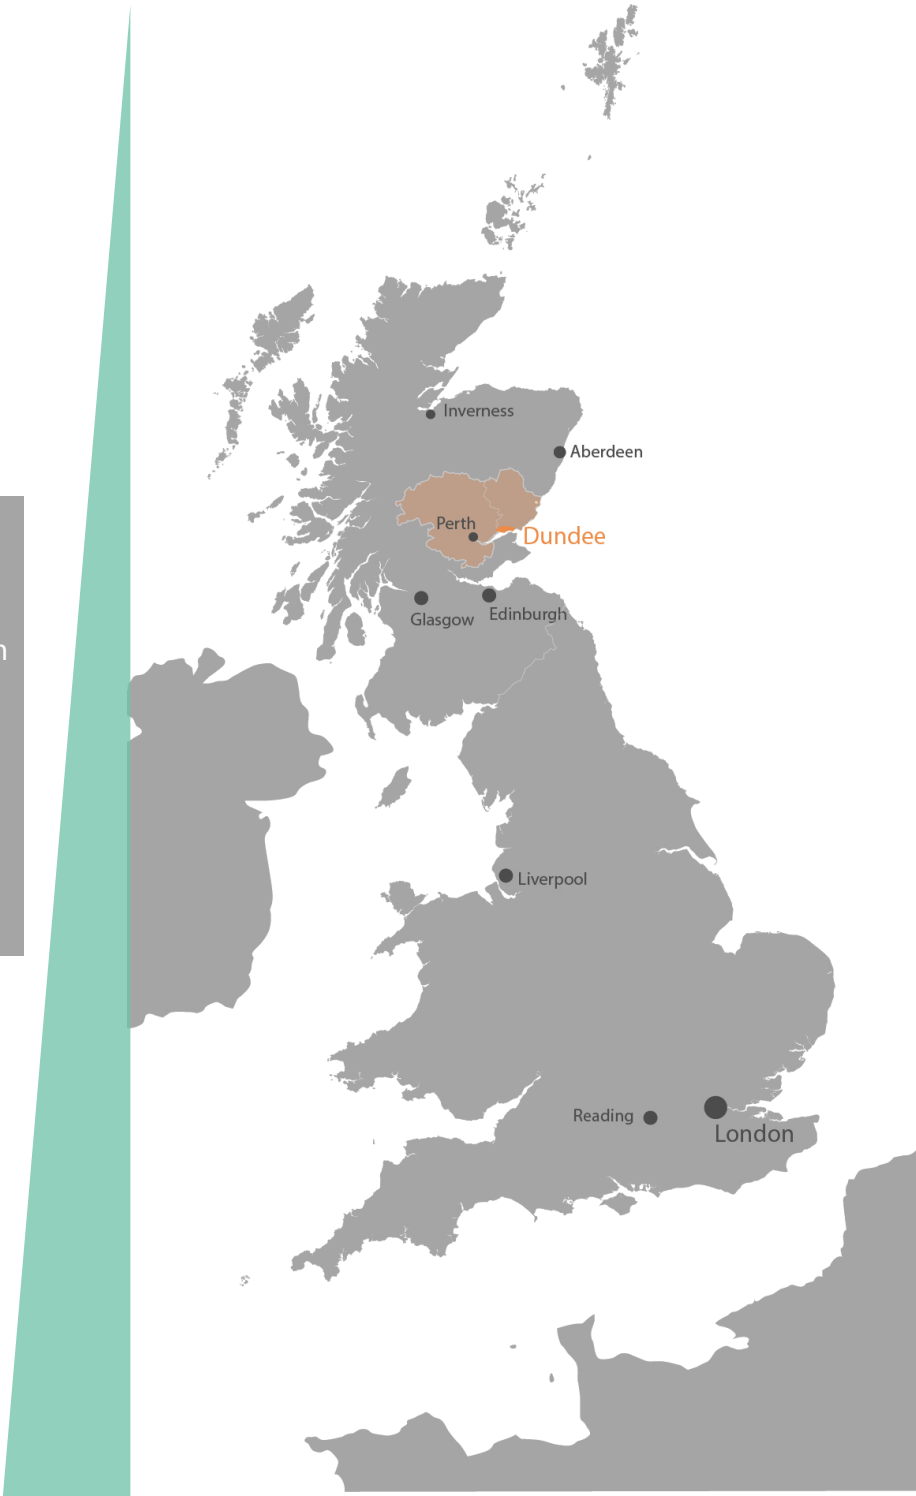 Inverness
Aberdeen
Perth
Dundee
Glasgow
Edinburgh
Liverpool
Reading
London